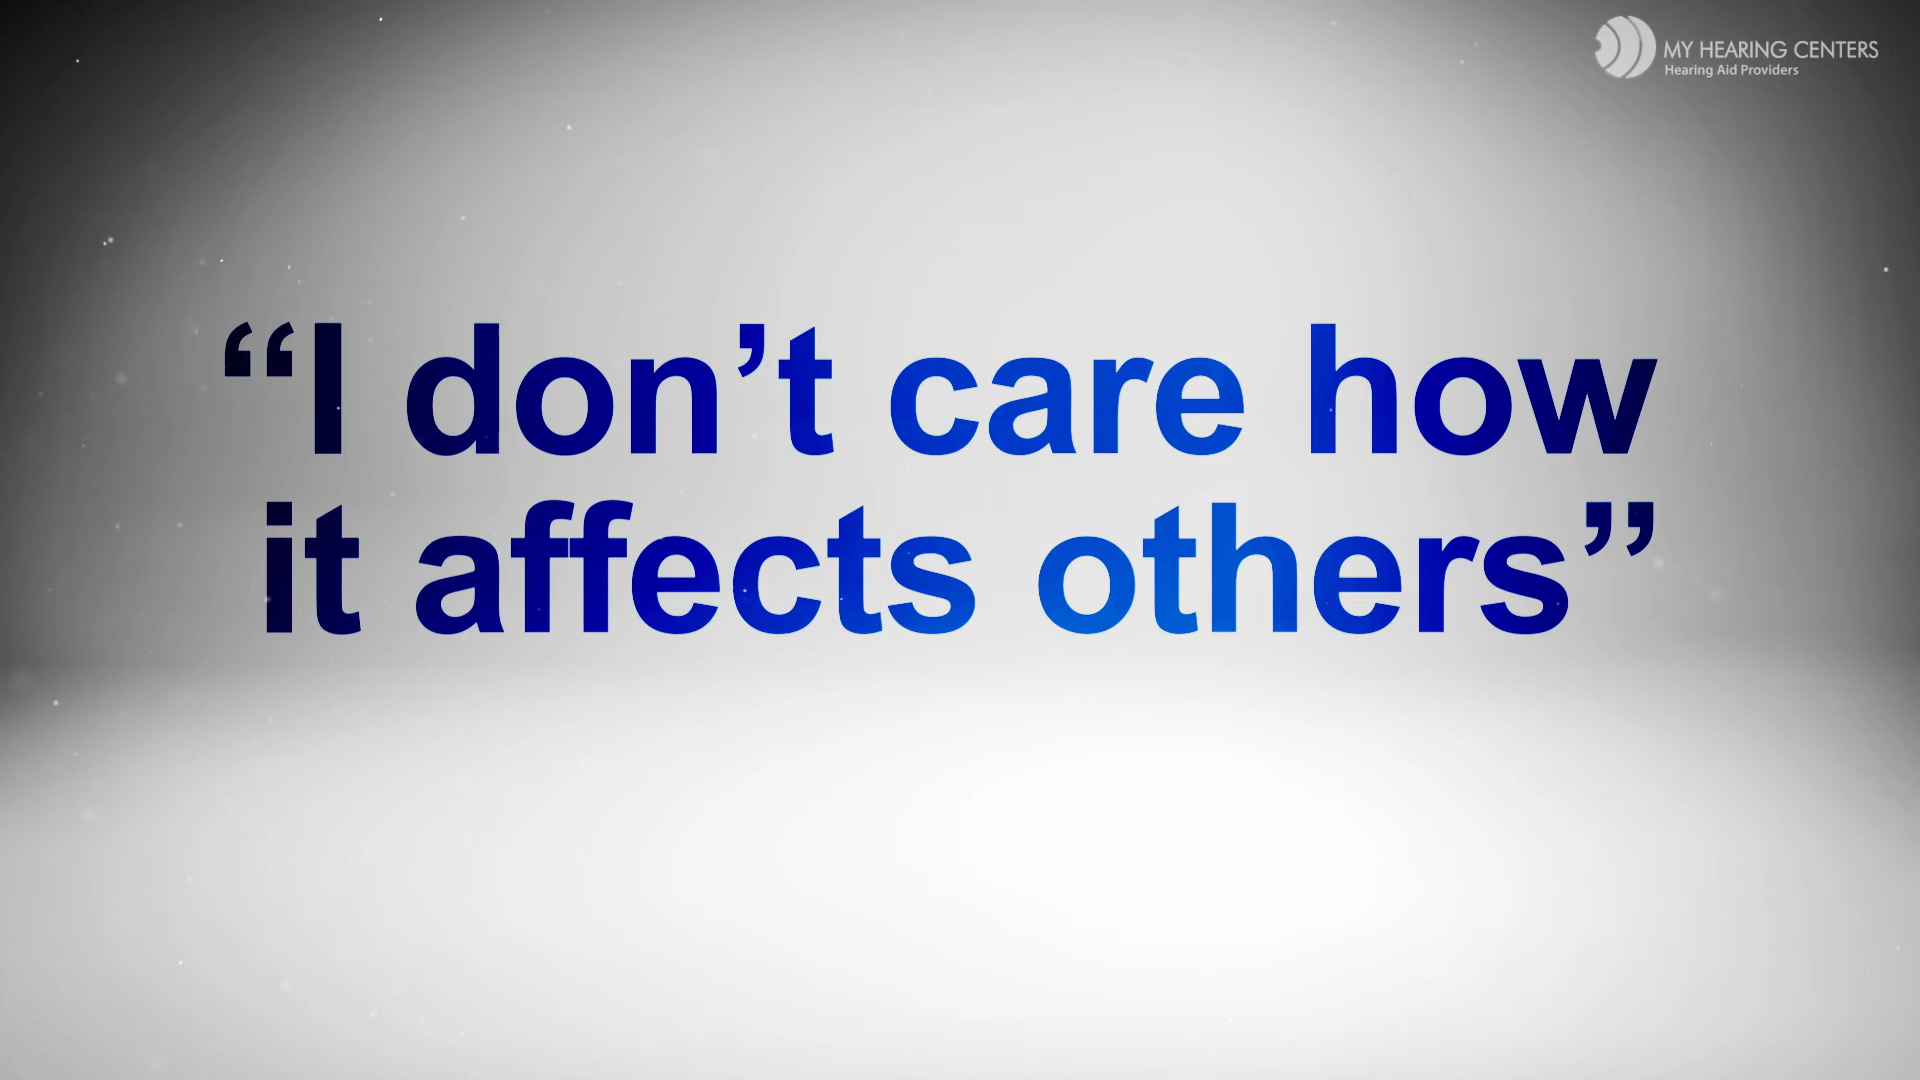 MY HEARING CENTERS
Hearing Aid Providers
“I don’t care how
it affects others”